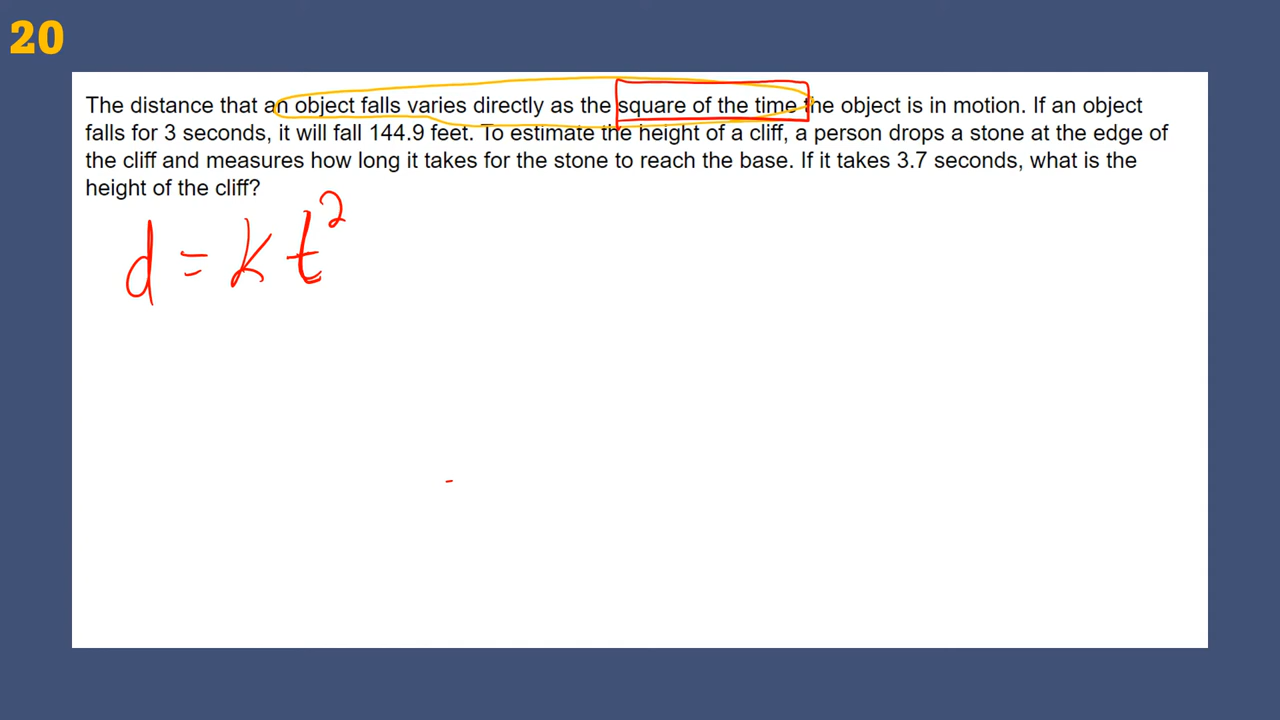 20
The distance that an object falls varies directly as the square of the time the object is in motion. If an object
falls for 3 seconds, it will fall 144.9 feet. To estimate the height of a cliff, a person drops a stone at the edge of
the cliff and measures how long it takes for the stone to reach the base. If it takes 3.7 seconds, what is the
height of the cliff?
d = kt²